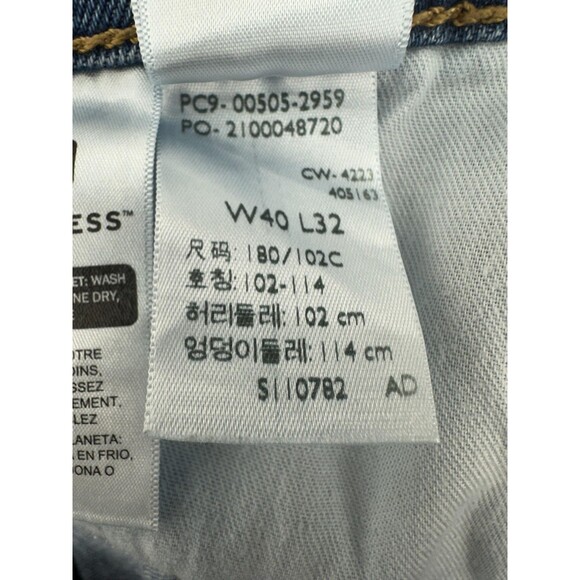 PC9-00505-2959
PO-2100048720
CW-4223
405163
W40 L32
尺码:180/102C
호칭:102-114
허리둘레:102 cm
엉덩이둘레:114 cm
S110782 AD
ESS™
ET: WASH
NE DRY,
OTRE
OINS,
SSEZ
EMENT,
LEZ
LANETA:
EN FRIO,
DONA O